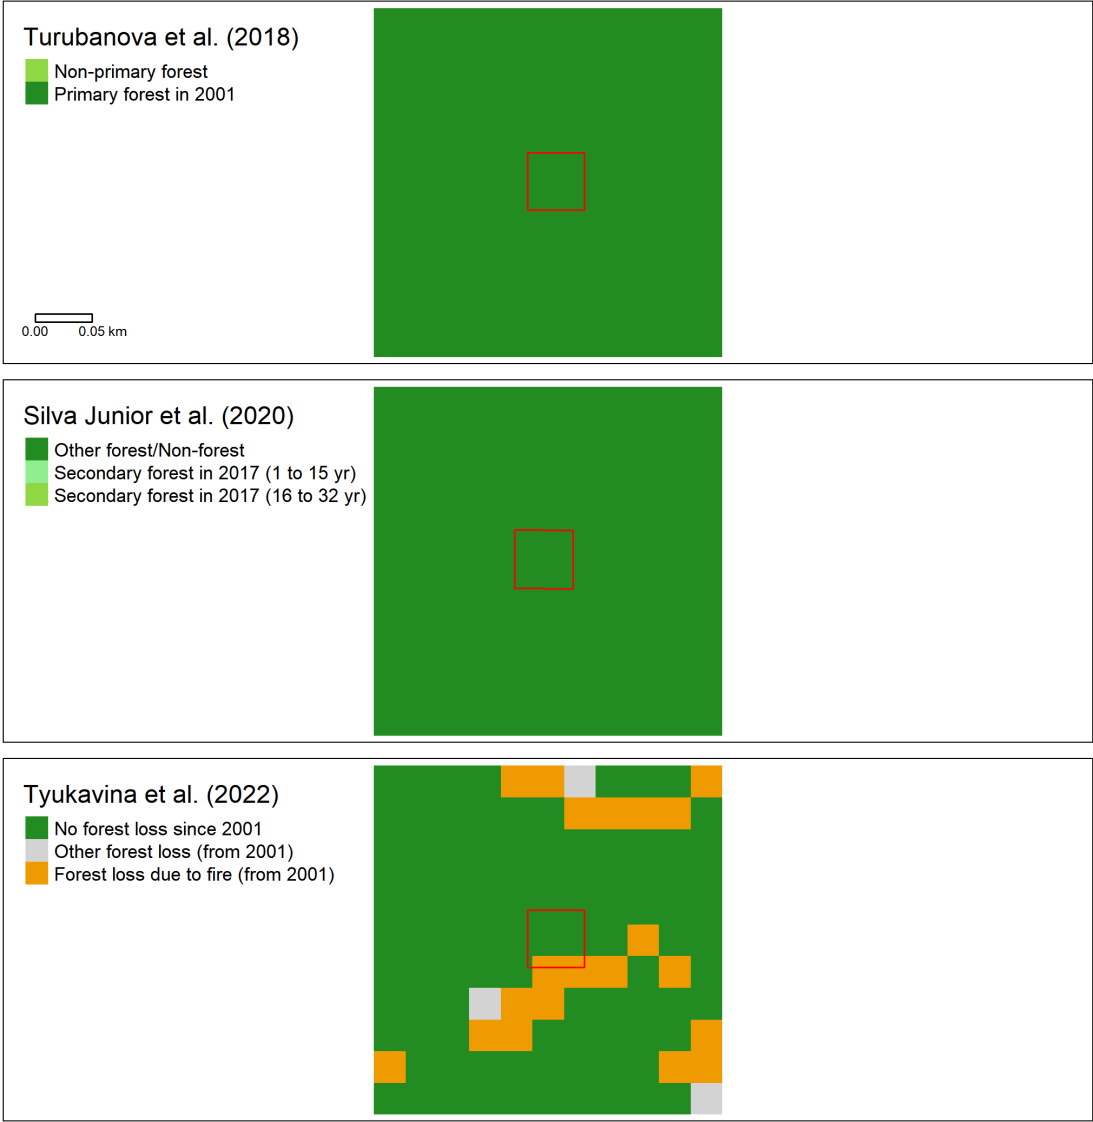 Turubanova et al. (2018)
Non-primary forest
Primary forest in 2001
0.00 0.05 km
Silva Junior et al. (2020)
Other forest/Non-forest
Secondary forest in 2017 (1 to 15 yr)
Secondary forest in 2017 (16 to 32 yr)
Tyukavina et al. (2022)
No forest loss since 2001
Other forest loss (from 2001)
Forest loss due to fire (from 2001)